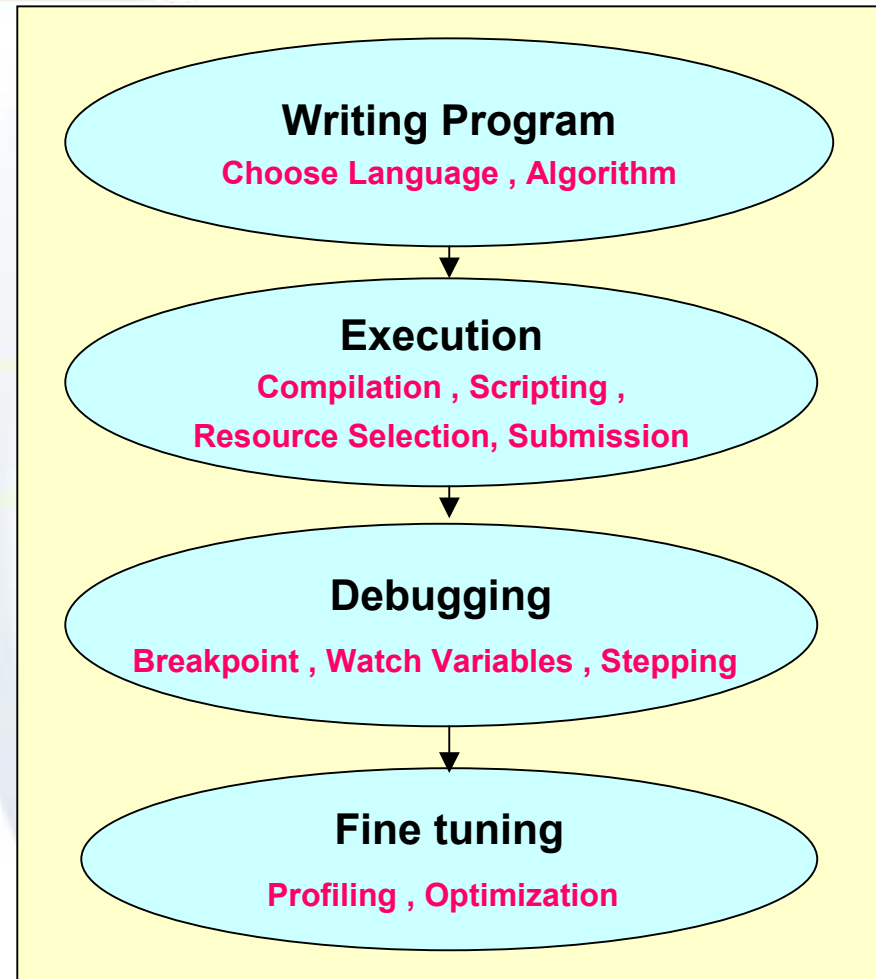 Writing Program
Choose Language , Algorithm
Execution
Compilation , Scripting ,
Resource Selection, Submission
Debugging
Breakpoint , Watch Variables , Stepping
Fine tuning
Profiling , Optimization